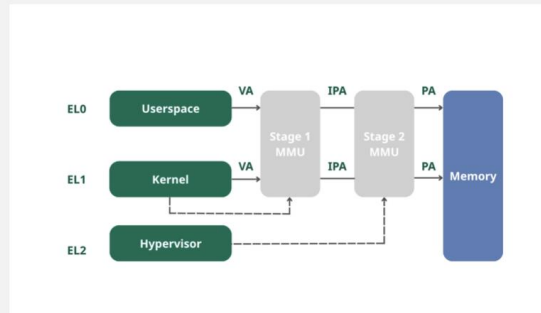 VA
IPA
PA
EL0
Userspace
Stage 1
MMU
Stage 2
MMU
VA
IPA
PA
EL1
Kernel
Memory
EL2
Hypervisor